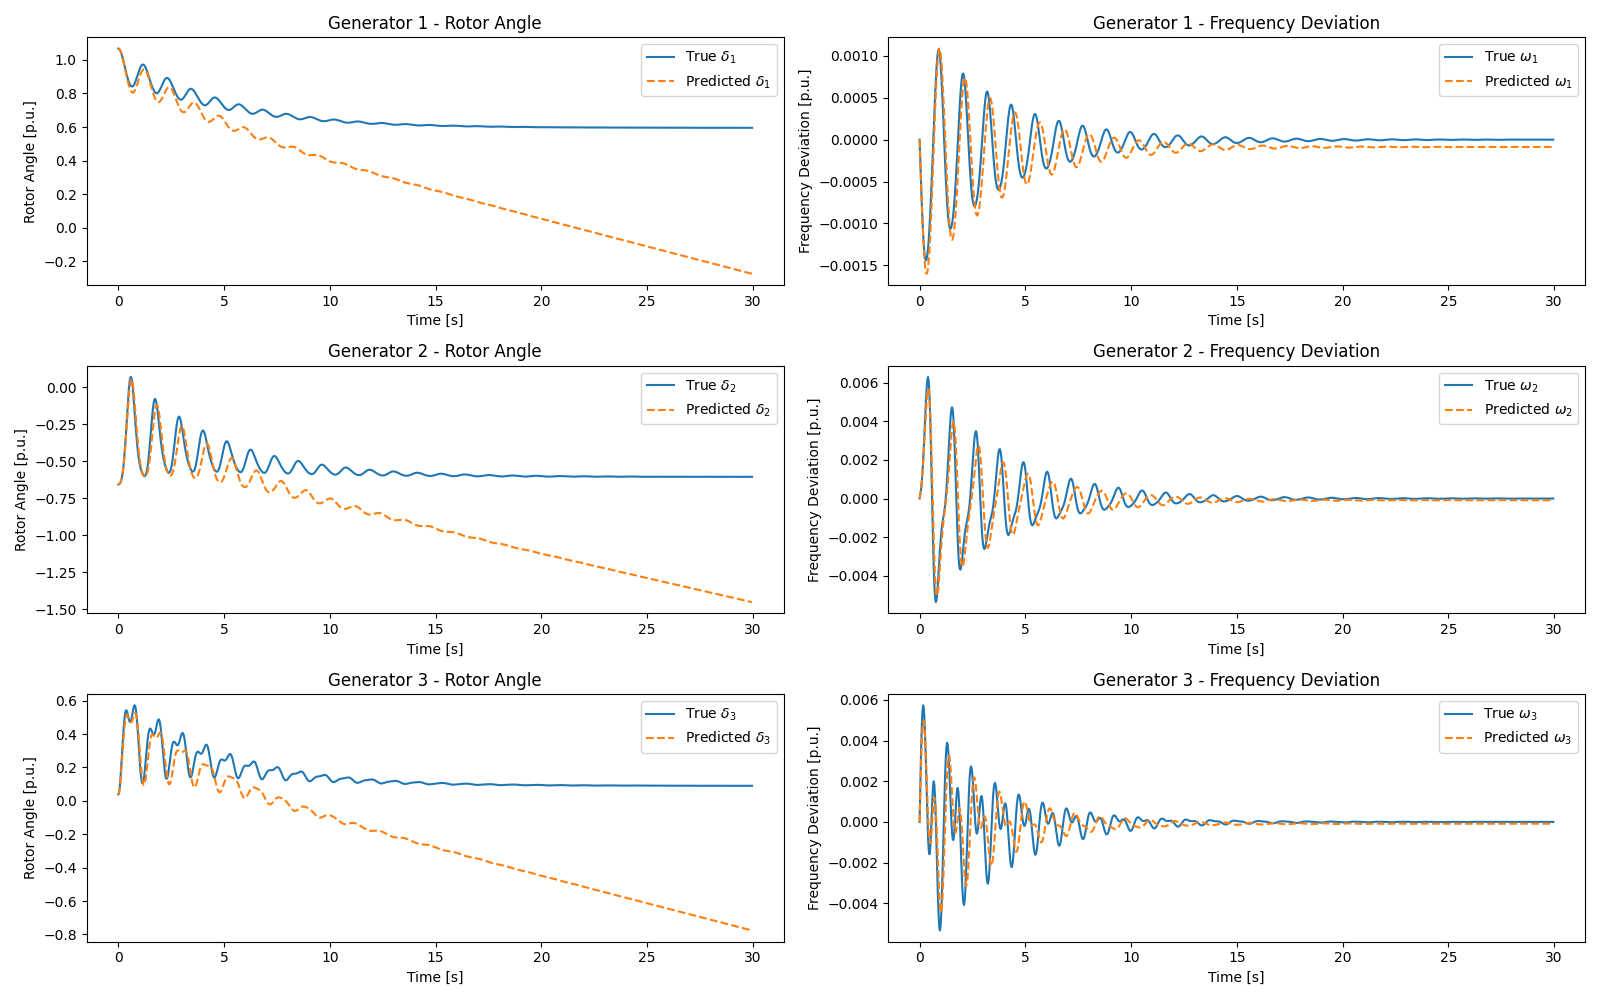 Generator 1 - Rotor Angle
Rotor Angle [p.u.]
1.0
0.8
0.6
0.4
0.2
0.0
−0.2
True δ1
Predicted δ1
0 5 10 15 20 25 30
Time [s]
Generator 1 - Frequency Deviation
Frequency Deviation [p.u.]
0.0010
0.0005
0.0000
−0.0005
−0.0010
−0.0015
True ω1
Predicted ω1
0 5 10 15 20 25 30
Time [s]
Generator 2 - Rotor Angle
Rotor Angle [p.u.]
0.00
−0.25
−0.50
−0.75
−1.00
−1.25
−1.50
True δ2
Predicted δ2
0 5 10 15 20 25 30
Time [s]
Generator 2 - Frequency Deviation
Frequency Deviation [p.u.]
0.006
0.004
0.002
0.000
−0.002
−0.004
True ω2
Predicted ω2
0 5 10 15 20 25 30
Time [s]
Generator 3 - Rotor Angle
Rotor Angle [p.u.]
0.6
0.4
0.2
0.0
−0.2
−0.4
−0.6
−0.8
True δ3
Predicted δ3
0 5 10 15 20 25 30
Time [s]
Generator 3 - Frequency Deviation
Frequency Deviation [p.u.]
0.006
0.004
0.002
0.000
−0.002
−0.004
True ω3
Predicted ω3
0 5 10 15 20 25 30
Time [s]